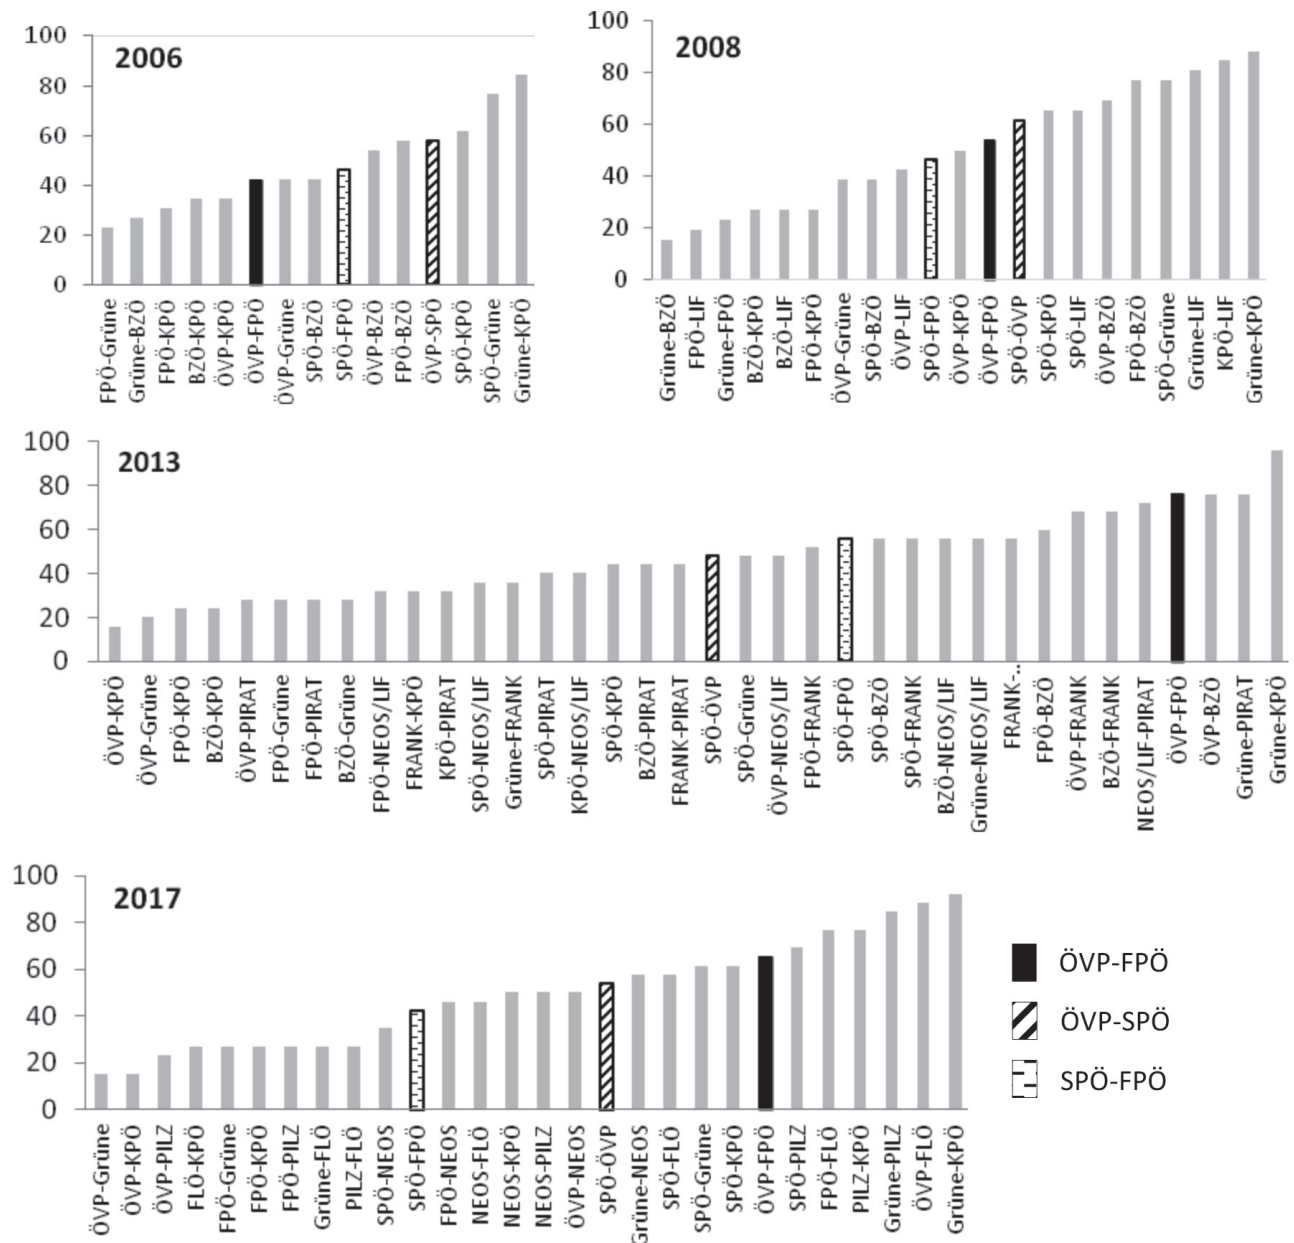 2006
100
80
60
40
20
0
FPÖ-Grüne
Grüne-BZÖ
FPÖ-KPÖ
BZÖ-KPÖ
ÖVP-KPÖ
ÖVP-FPÖ
ÖVP-Grüne
SPÖ-BZÖ
SPÖ-FPÖ
ÖVP-BZÖ
FPÖ-BZÖ
ÖVP-SPÖ
SPÖ-KPÖ
SPÖ-Grüne
Grüne-KPÖ
2008
100
80
60
40
20
0
Grüne-BZÖ
FPÖ-LIF
Grüne-FPÖ
BZÖ-KPÖ
BZÖ-LIF
FPÖ-KPÖ
ÖVP-Grüne
SPÖ-BZÖ
ÖVP-LIF
SPÖ-FPÖ
ÖVP-KPÖ
ÖVP-FPÖ
SPÖ-ÖVP
SPÖ-KPÖ
SPÖ-LIF
ÖVP-BZÖ
FPÖ-BZÖ
SPÖ-Grüne
Grüne-LIF
KPÖ-LIF
Grüne-KPÖ
2013
100
80
60
40
20
0
ÖVP-KPÖ
ÖVP-Grüne
FPÖ-KPÖ
BZÖ-KPÖ
ÖVP-PIRAT
FPÖ-Grüne
FPÖ-PIRAT
BZÖ-Grüne
FPÖ-NEOS/LIF
FRANK-KPÖ
KPÖ-PIRAT
SPÖ-NEOS/LIF
Grüne-FRANK
SPÖ-PIRAT
KPÖ-NEOS/LIF
SPÖ-KPÖ
BZÖ-PIRAT
FRANK-PIRAT
SPÖ-ÖVP
SPÖ-Grüne
ÖVP-NEOS/LIF
FPÖ-FRANK
SPÖ-FPÖ
SPÖ-BZÖ
SPÖ-FRANK
BZÖ-NEOS/LIF
Grüne-NEOS/LIF
FRANK-...
FPÖ-BZÖ
ÖVP-FRANK
BZÖ-FRANK
NEOS/LIF-PIRAT
ÖVP-FPÖ
ÖVP-BZÖ
Grüne-PIRAT
Grüne-KPÖ
2017
100
80
60
40
20
0
ÖVP-Grüne
ÖVP-KPÖ
ÖVP-PILZ
FLÖ-KPÖ
FPÖ-Grüne
FPÖ-KPÖ
FPÖ-PILZ
Grüne-FLÖ
PILZ-FLÖ
SPÖ-NEOS
SPÖ-FPÖ
FPÖ-NEOS
NEOS-FLÖ
NEOS-KPÖ
NEOS-PILZ
ÖVP-NEOS
SPÖ-ÖVP
Grüne-NEOS
SPÖ-FLÖ
SPÖ-Grüne
SPÖ-KPÖ
ÖVP-FPÖ
SPÖ-PILZ
FPÖ-FLÖ
PILZ-KPÖ
Grüne-PILZ
ÖVP-FLÖ
Grüne-KPÖ
ÖVP-FPÖ
ÖVP-SPÖ
SPÖ-FPÖ